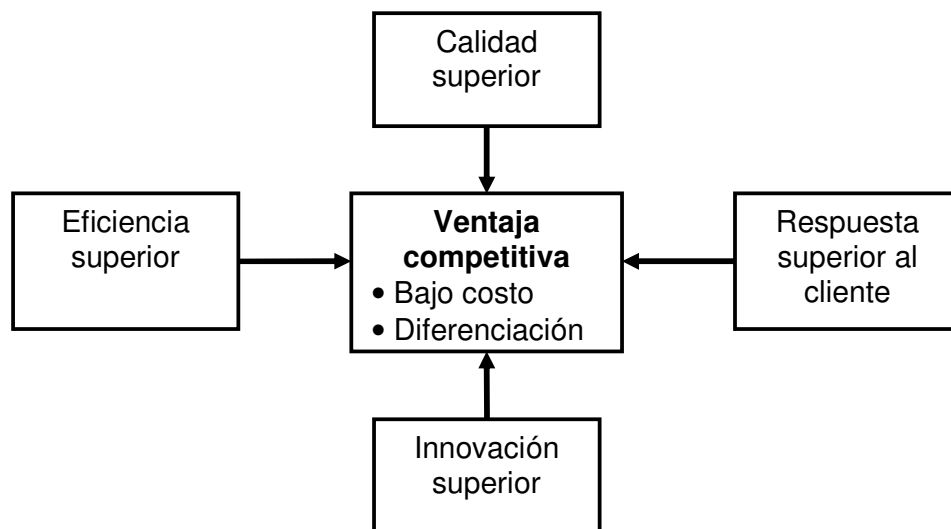 Calidad
superior
Eficiencia
superior
Ventaja
competitiva
• Bajo costo
• Diferenciación
Respuesta
superior al
cliente
Innovación
superior